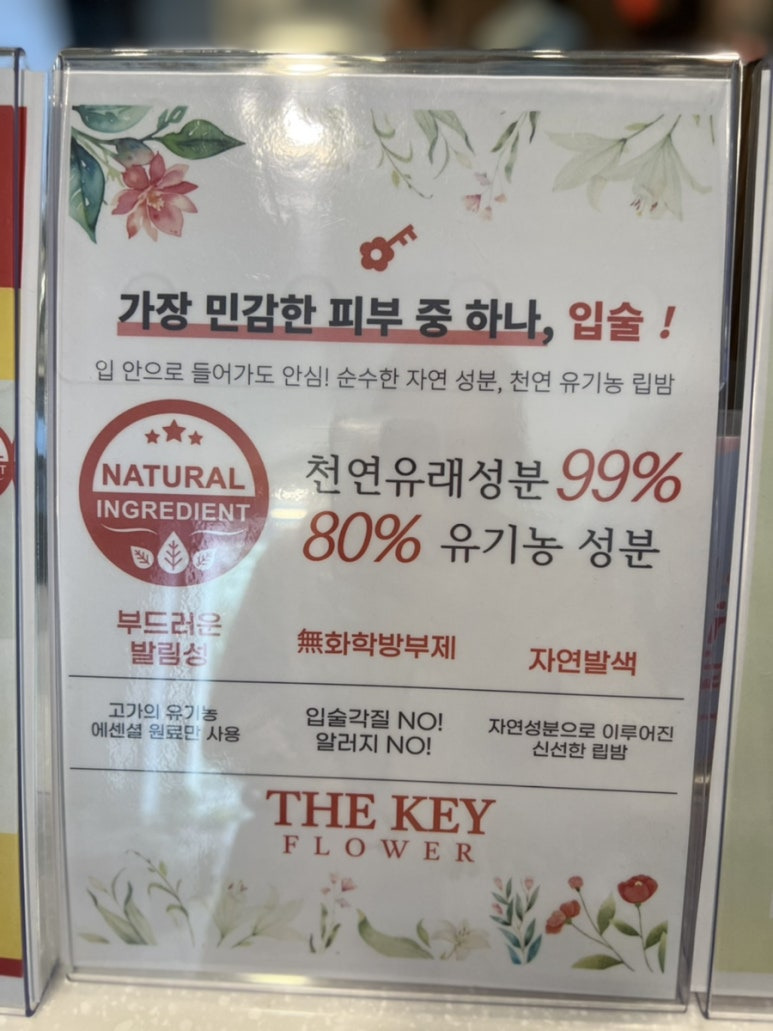 가장 민감한 피부 중 하나, 입술 !
입 안으로 들어가도 안심! 순수한 자연 성분, 천연 유기농 립밤
NATURAL
INGREDIENT
천연유래성분 99%
80% 유기농 성분
부드러운
발림성
無화학방부제
자연발색
고가의 유기농
에센셜 원료만 사용
입술각질 NO!
알러지 NO!
자연성분으로 이루어진
신선한 립밤
THE KEY
FLOWER